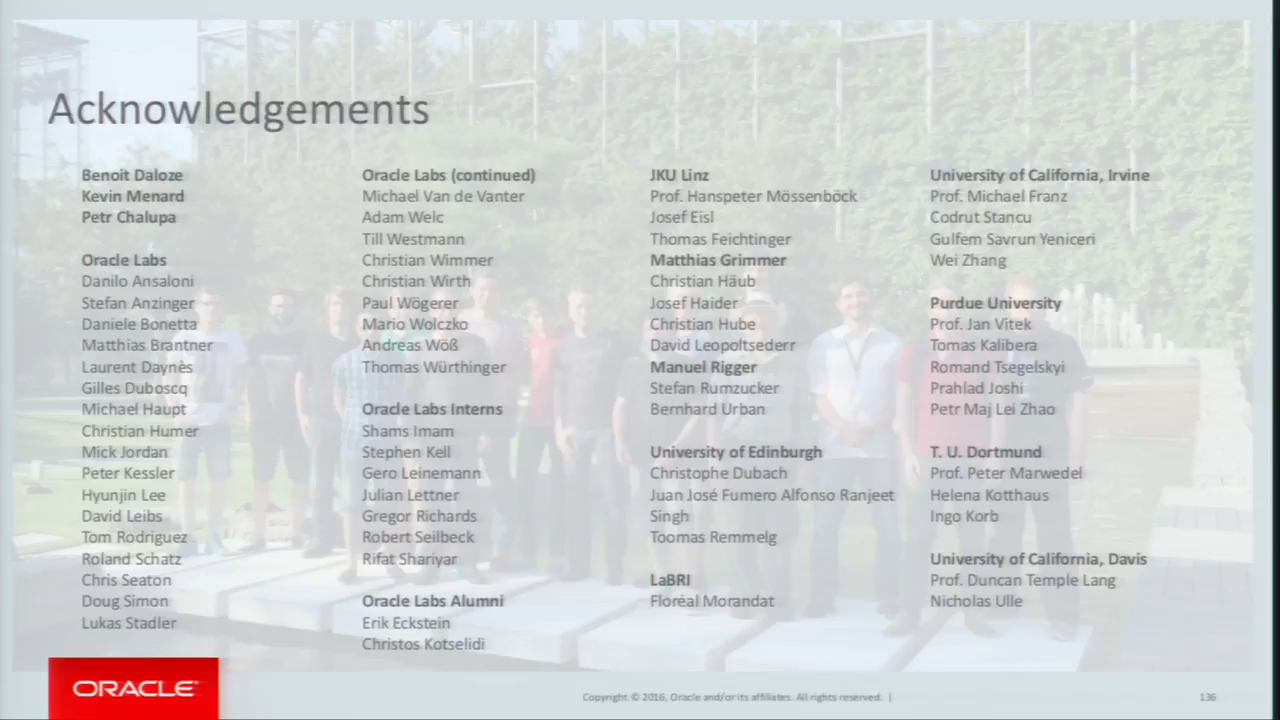 Acknowledgements
Benoit Daloze
Kevin Menard
Petr Chalupa
Oracle Labs
Danilo Ansaloni
Stefan Anzinger
Daniele Bonetta
Matthias Brantner
Laurent Daynès
Gilles Duboscq
Michael Haupt
Christian Humer
Mick Jordan
Peter Kessler
Hyunjin Lee
David Leibs
Tom Rodriguez
Roland Schatz
Chris Seaton
Doug Simon
Lukas Stadler
Oracle Labs (continued)
Michael Van de Vanter
Adam Welc
Till Westmann
Christian Wimmer
Christian Wirth
Paul Wögerer
Mario Wolczko
Andreas Wöß
Thomas Würthinger
Oracle Labs Interns
Shams Imam
Stephen Kell
Gero Leinemann
Julian Lettner
Gregor Richards
Robert Seilbeck
Rifat Shariyar
Oracle Labs Alumni
Erik Eckstein
Christos Kotselidi
JKU Linz
Prof. Hanspeter Mössenböck
Josef Eisl
Thomas Feichtinger
Matthias Grimmer
Christian Häub
Josef Haider
Christian Hube
David Leopoltsederr
Manuel Rigger
Stefan Rumzucker
Bernhard Urban
University of Edinburgh
Christophe Dubach
Juan José Fumero Alfonso Ranjeet
Singh
Toomas Remmelg
LaBRI
Floréal Morandat
University of California, Irvine
Prof. Michael Franz
Codrut Stancu
Gulfem Savrun Yeniceri
Wei Zhang
Purdue University
Prof. Jan Vitek
Tomas Kalibera
Romand Tsegelskyi
Prahlad Joshi
Petr Maj Lei Zhao
T. U. Dortmund
Prof. Peter Marwedel
Helena Kotthaus
Ingo Korb
University of California, Davis
Prof. Duncan Temple Lang
Nicholas Ulle
ORACLE
Copyright © 2016, Oracle and/or its affiliates. All rights reserved. |
136